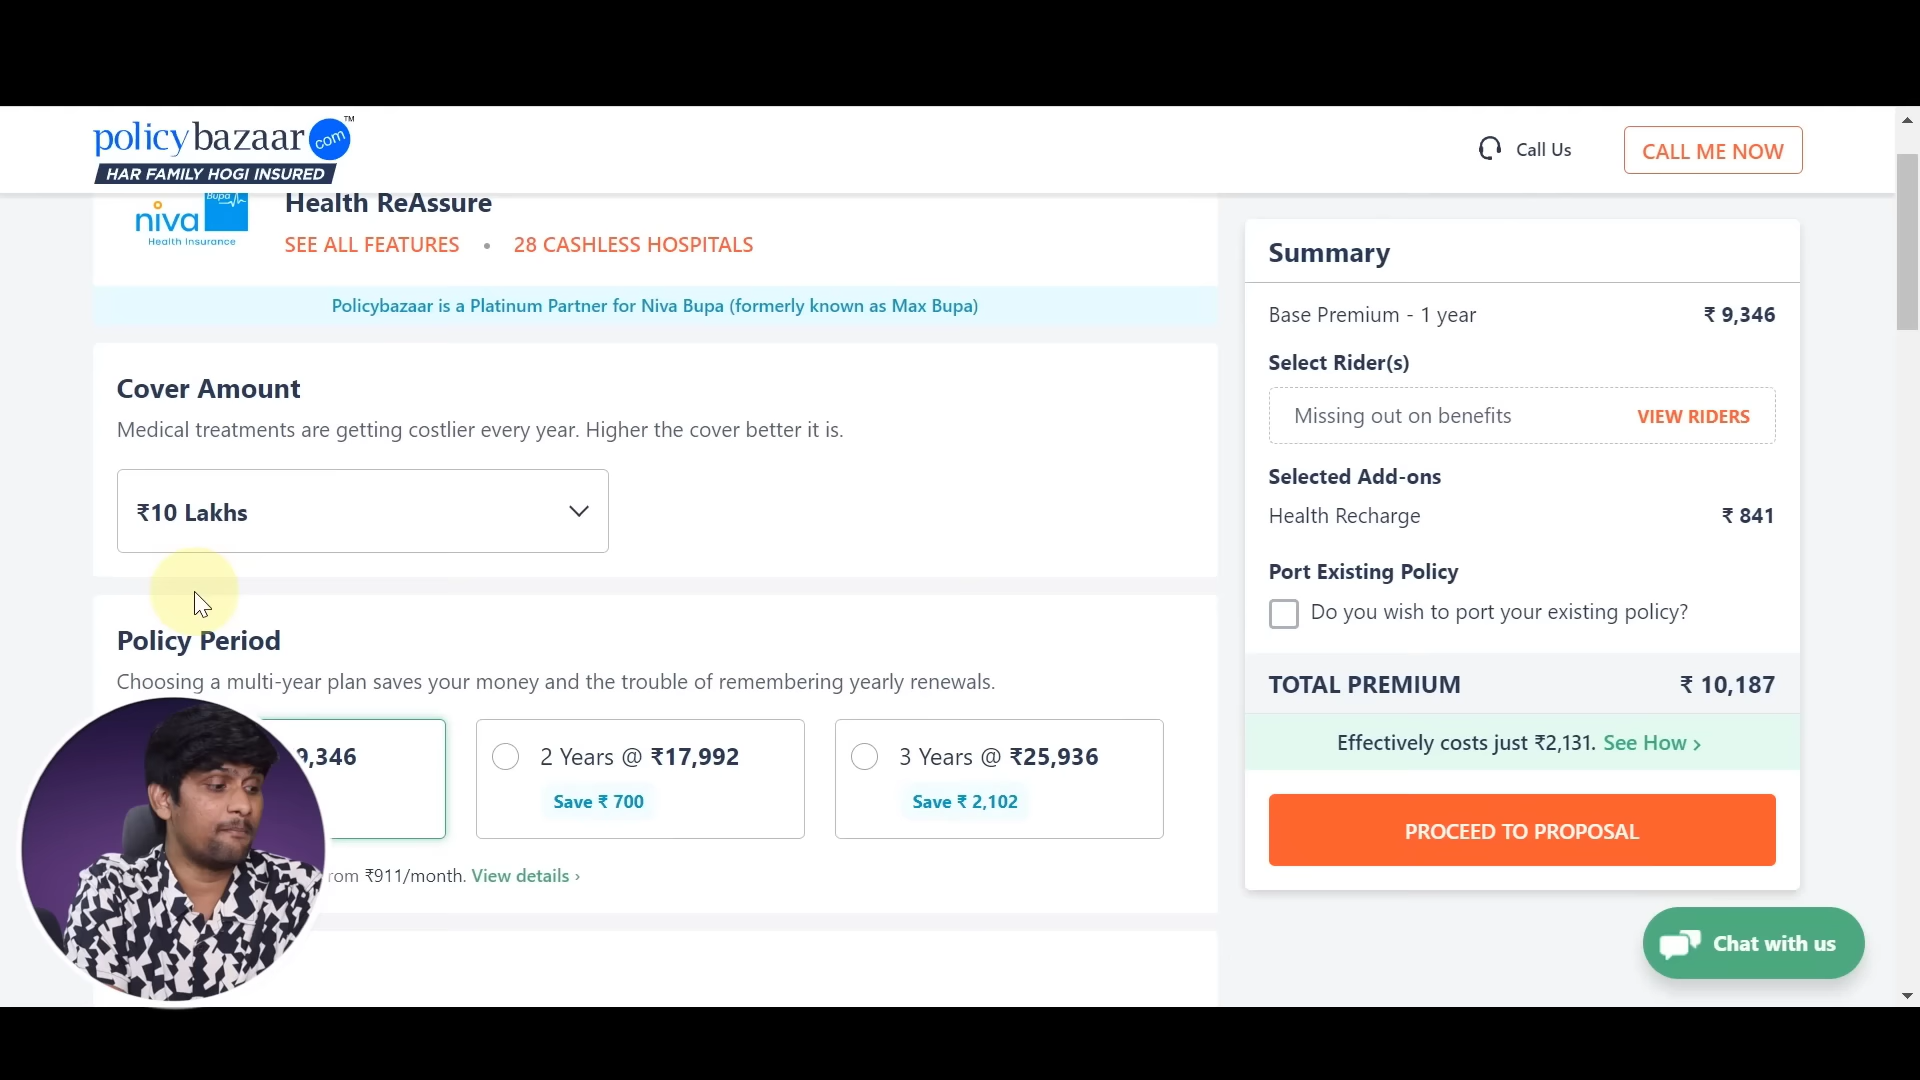 policybazaar com TM
HAR FAMILY HOGI INSURED
Call Us
CALL ME NOW
niva Bupa
Health Insurance
Health ReAssure
SEE ALL FEATURES • 28 CASHLESS HOSPITALS
Policybazaar is a Platinum Partner for Niva Bupa (formerly known as Max Bupa)
Cover Amount
Medical treatments are getting costlier every year. Higher the cover better it is.
₹10 Lakhs
Policy Period
Choosing a multi-year plan saves your money and the trouble of remembering yearly renewals.
9,346
2 Years @ ₹17,992
Save ₹ 700
3 Years @ ₹25,936
Save ₹ 2,102
rom ₹911/month. View details ›
Summary
Base Premium - 1 year ₹ 9,346
Select Rider(s)
Missing out on benefits VIEW RIDERS
Selected Add-ons
Health Recharge ₹ 841
Port Existing Policy
Do you wish to port your existing policy?
TOTAL PREMIUM ₹ 10,187
Effectively costs just ₹2,131. See How ›
PROCEED TO PROPOSAL
Chat with us